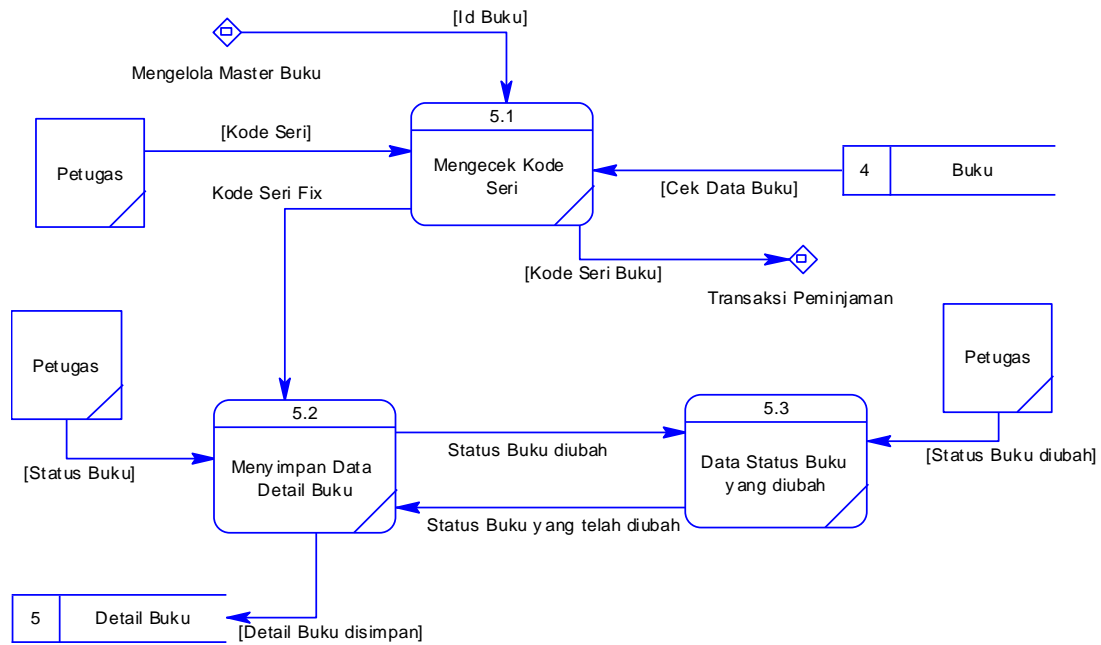 [Id Buku]
Mengelola Master Buku
5.1
[Kode Seri]
Mengecek Kode
Seri
Petugas
4
Buku
[Cek Data Buku]
Kode Seri Fix
[Kode Seri Buku]
Transaksi Peminjaman
Petugas
Petugas
5.2
5.3
Status Buku diubah
[Status Buku diubah]
[Status Buku]
Menyimpan Data
Detail Buku
Data Status Buku
yang diubah
Status Buku yang telah diubah
5
Detail Buku
[Detail Buku disimpan]